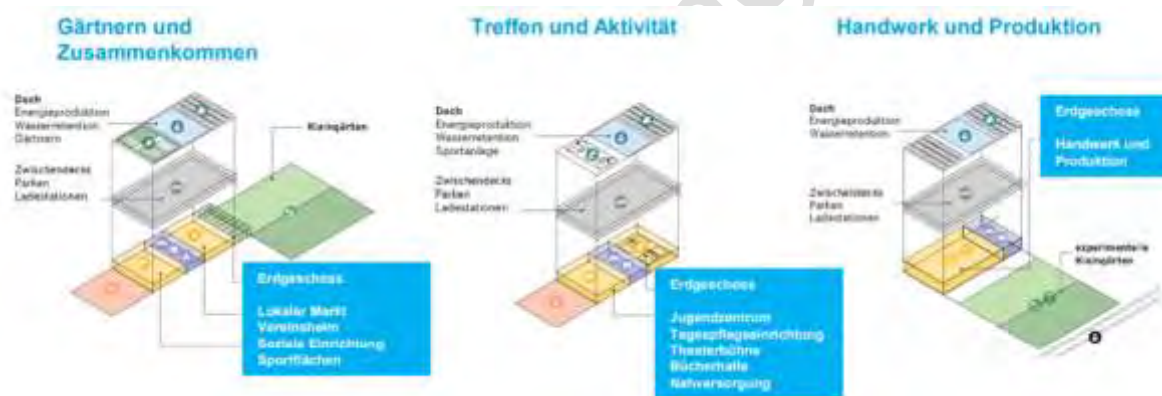 Gärtnern und
Zusammenkommen
Dach
Energieproduktion
Wasserretention
Gärtnern
Zwischendecks
Parken
Ladestationen
Kleingärten
Erdgeschoss
Lokaler Markt
Vereinsheim
Soziale Einrichtung
Sportflächen
Treffen und Aktivität
Dach
Energieproduktion
Wasserretention
Sportanlage
Zwischendecks
Parken
Ladestationen
Erdgeschoss
Jugendzentrum
Tagespflegeeinrichtung
Theaterbühne
Bücherhalle
Nahversorgung
Handwerk und Produktion
Dach
Energieproduktion
Wasserretention
Zwischendecks
Parken
Ladestationen
Erdgeschoss
Handwerk und
Produktion
experimentelle
Kleingärten